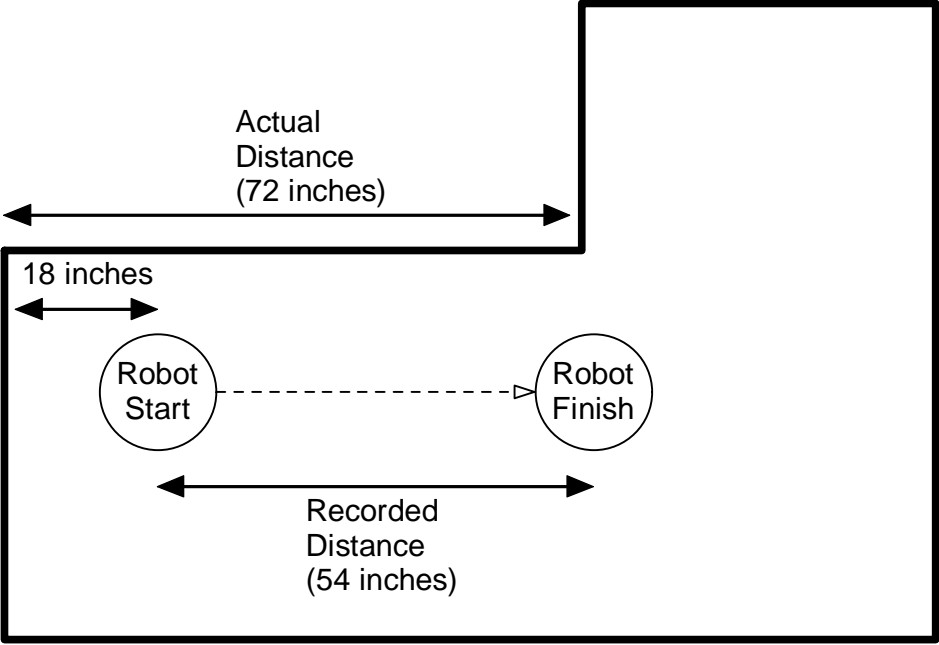 Actual
Distance
(72 inches)
18 inches
Robot
Start
Robot
Finish
Recorded
Distance
(54 inches)